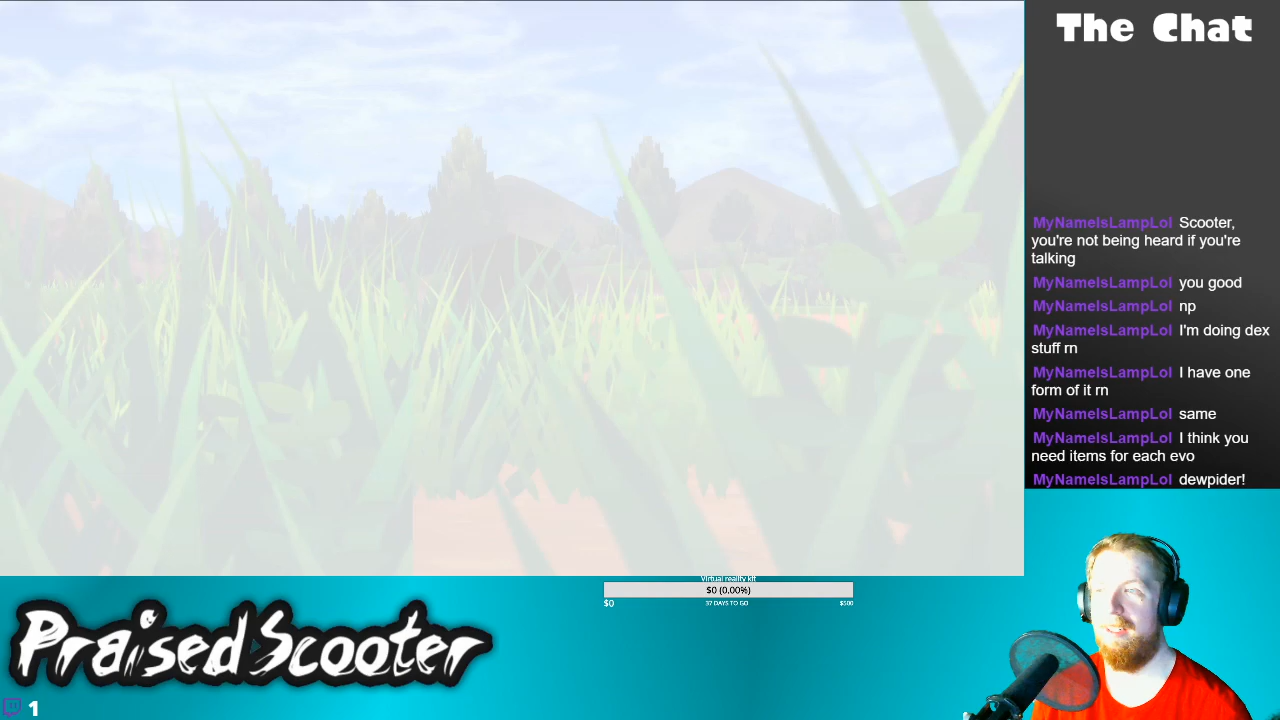 The Chat
MyNameIsLampLol Scooter,
you're not being heard if you're
talking
MyNameIsLampLol you good
MyNameIsLampLol np
MyNameIsLampLol I'm doing dex
stuff rn
MyNameIsLampLol I have one
form of it rn
MyNameIsLampLol same
MyNameIsLampLol I think you
need items for each evo
MyNameIsLampLol dewpider!
Virtual reality kit
$0 (0.00%)
$0 37 DAYS TO GO $500
Praised Scooter
1